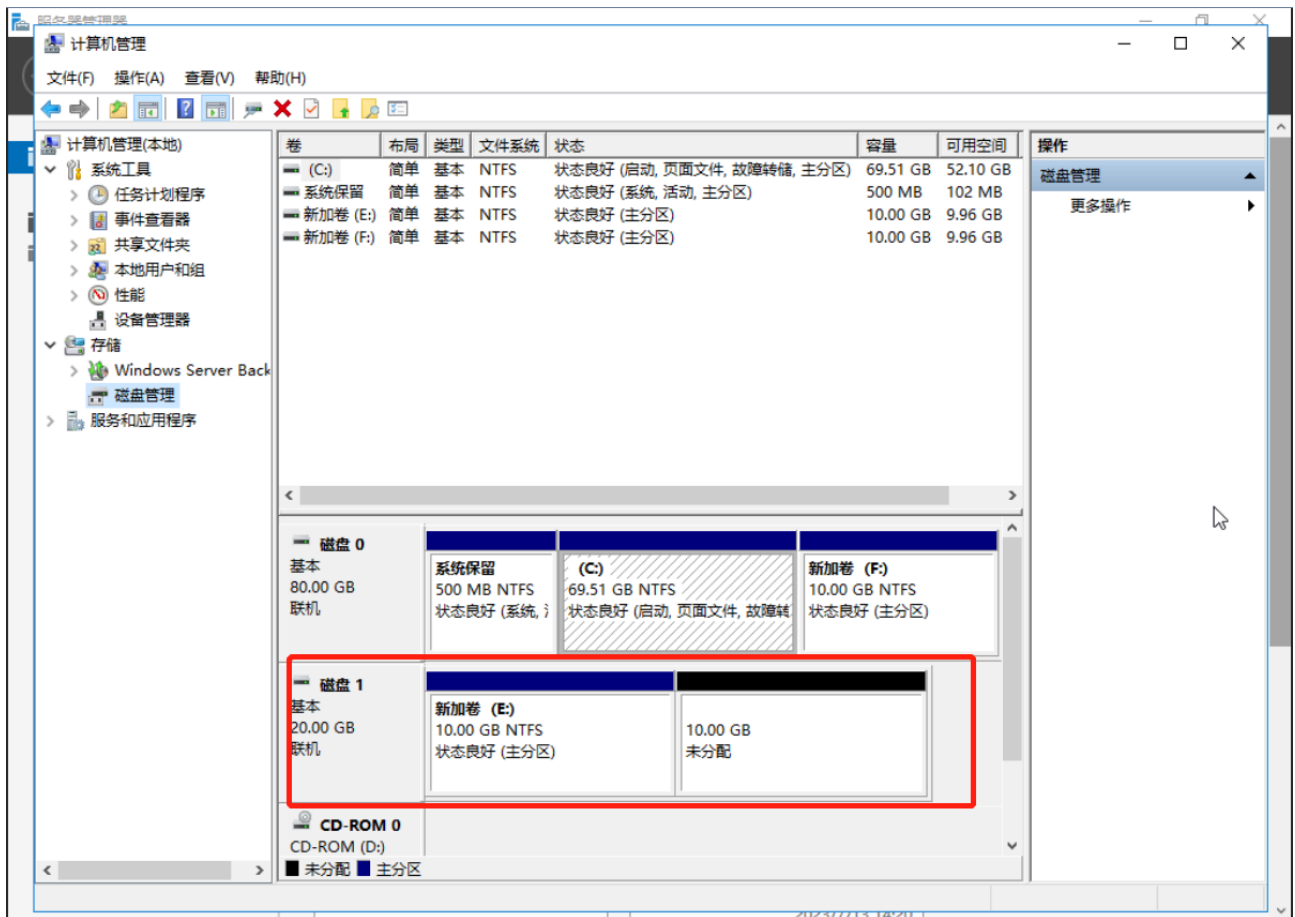 服务器管理器
计算机管理
文件(F) 操作(A) 查看(V) 帮助(H)
计算机管理(本地)
系统工具
任务计划程序
事件查看器
共享文件夹
本地用户和组
性能
设备管理器
存储
Windows Server Back
磁盘管理
服务和应用程序
卷 布局 类型 文件系统 状态 容量 可用空间
(C:) 简单 基本 NTFS 状态良好 (启动, 页面文件, 故障转储, 主分区) 69.51 GB 52.10 GB
系统保留 简单 基本 NTFS 状态良好 (系统, 活动, 主分区) 500 MB 102 MB
新加卷 (E:) 简单 基本 NTFS 状态良好 (主分区) 10.00 GB 9.96 GB
新加卷 (F:) 简单 基本 NTFS 状态良好 (主分区) 10.00 GB 9.96 GB
操作
磁盘管理
更多操作
磁盘 0
基本
80.00 GB
联机
系统保留
500 MB NTFS
状态良好 (系统,
(C:)
69.51 GB NTFS
状态良好 (启动, 页面文件, 故障转
新加卷 (F:)
10.00 GB NTFS
状态良好 (主分区)
磁盘 1
基本
20.00 GB
联机
新加卷 (E:)
10.00 GB NTFS
状态良好 (主分区)
10.00 GB
未分配
CD-ROM 0
CD-ROM (D:)
未分配 主分区